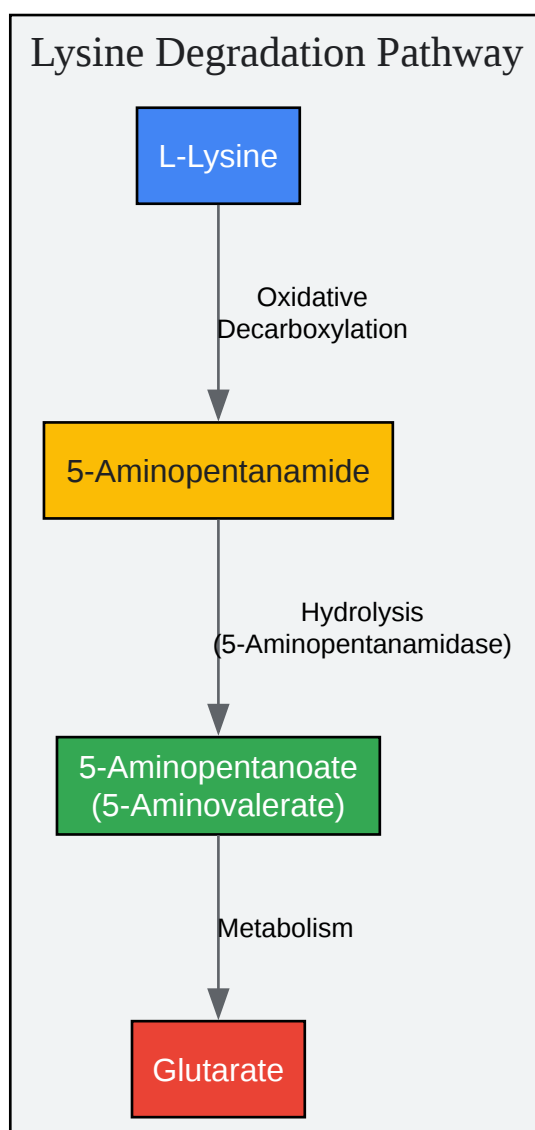 Lysine Degradation Pathway
L-Lysine
Oxidative
Decarboxylation
5-Aminopentanamide
Hydrolysis
(5-Aminopentanamidase)
5-Aminopentanoate
(5-Aminovalerate)
Metabolism
Glutarate